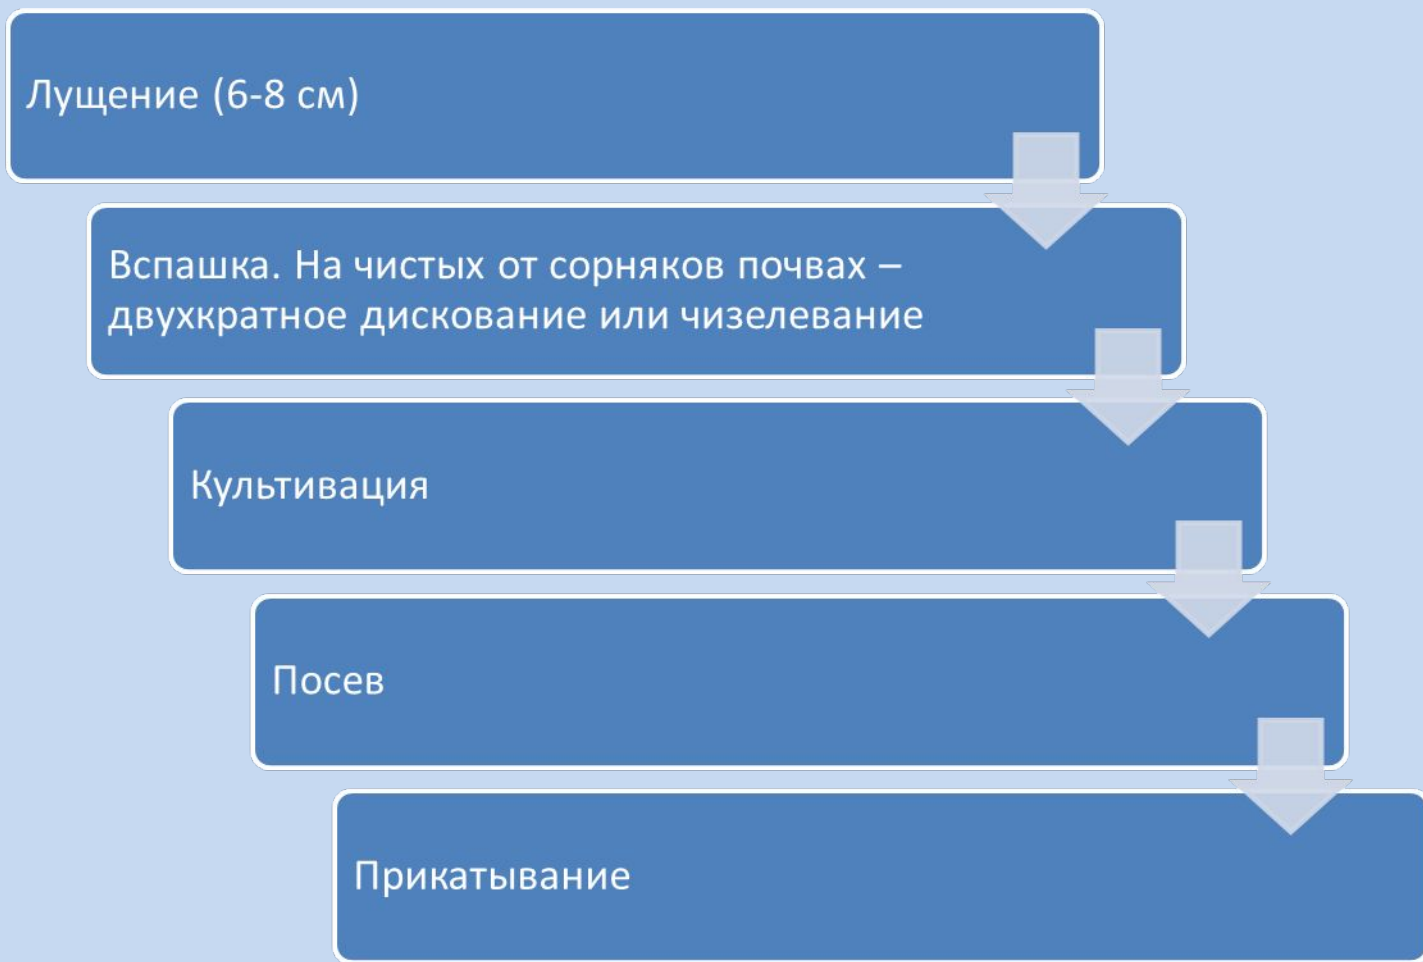 Лущение (6-8 см)
Вспашка. На чистых от сорняков почвах –
двухкратное дискование или чизелевание
Культивация
Посев
Прикатывание